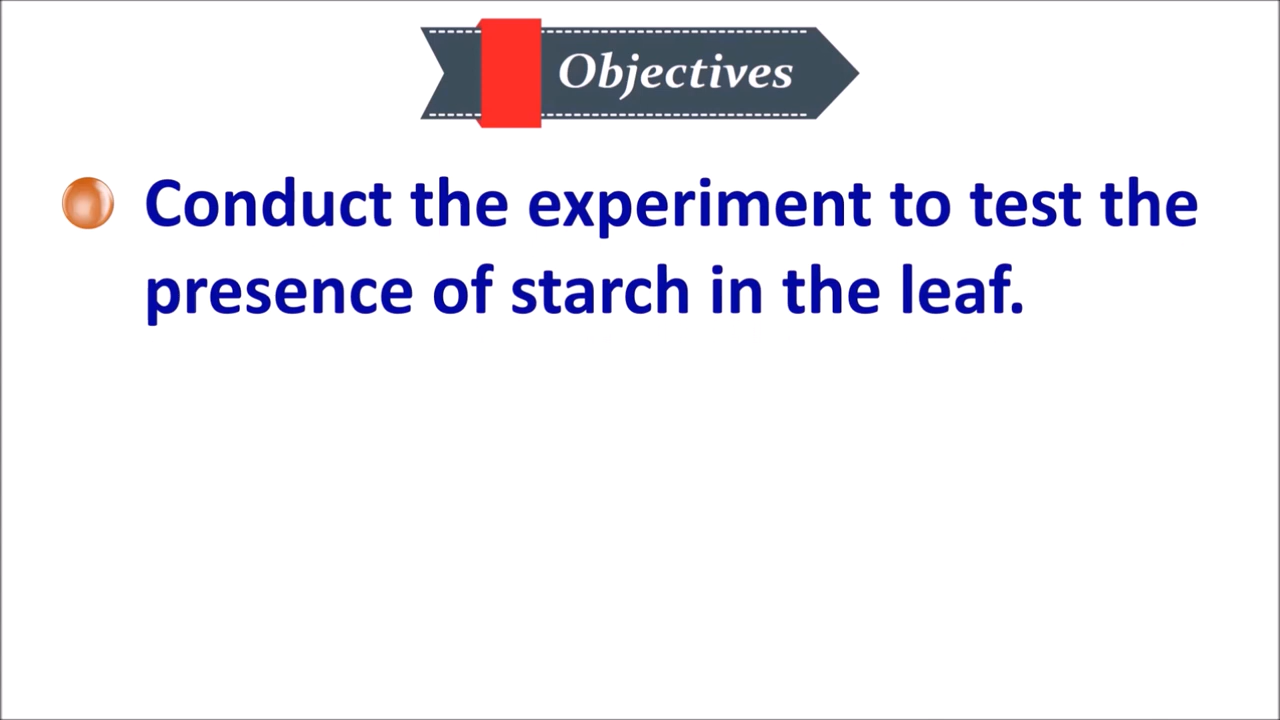 Objectives
Conduct the experiment to test the
presence of starch in the leaf.